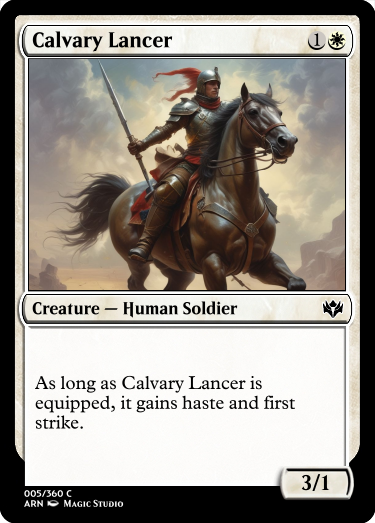 Calvary Lancer 1
Creature — Human Soldier
As long as Calvary Lancer is
equipped, it gains haste and first
strike.
3/1
005/360 C
ARN Magic Studio